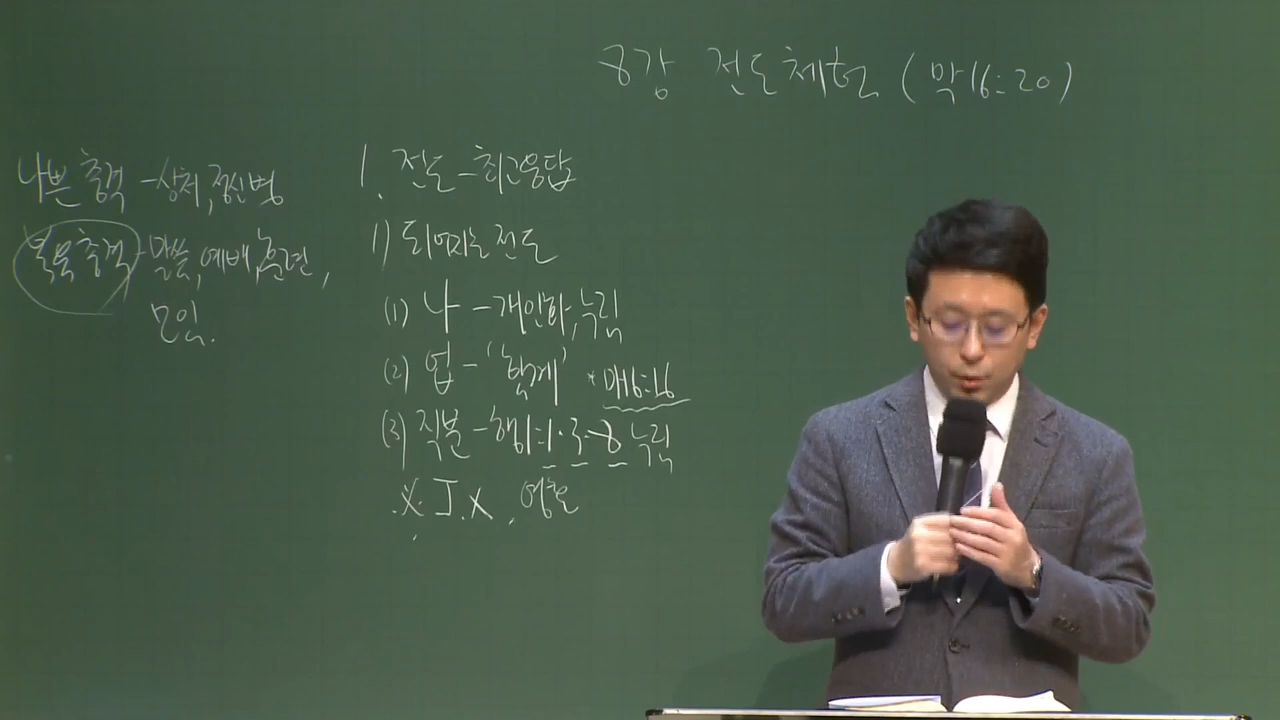 8강 전도체험 (막16:20)
나쁜 충격 - 상처, 정신병
복음 충격 - 말씀, 예배, 훈련,
모임.
1. 전도 - 최고응답
1) 되어지는 전도
(1) 나 - 개인화, 누림
(2) 업 - '한계' * 마6:16
(3) 직분 - 행1:1·3·8 누림
X. J.X, 영혼